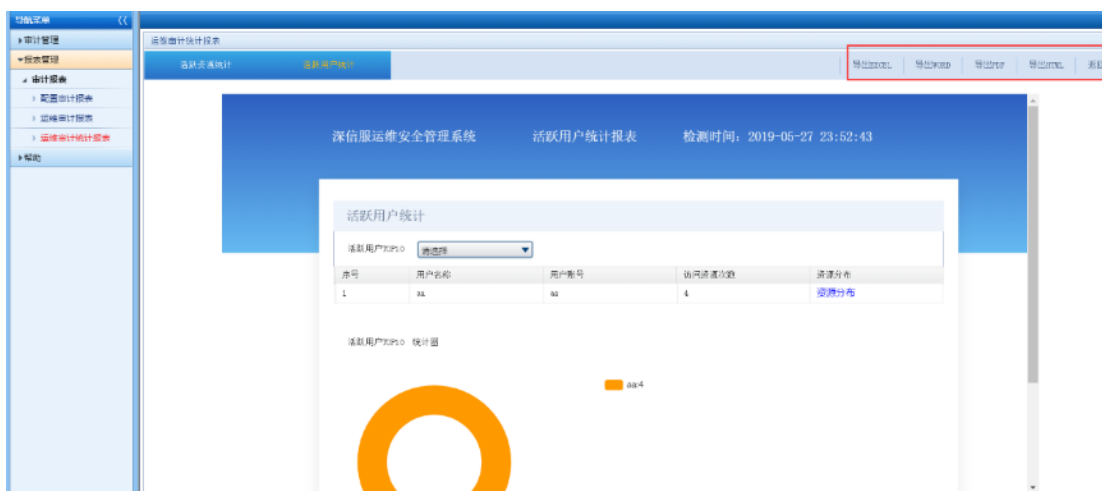 导航菜单
审计管理
报表管理
审计报表
配置审计报表
运维审计报表
运维审计统计报表
帮助
运维审计统计报表
活跃资源统计 活跃用户统计 导出EXCEL 导出WORD 导出PDF 导出HTML
深信服运维安全管理系统 活跃用户统计报表 检测时间：2019-05-27 23:52:43
活跃用户统计
活跃用户TOP10 请选择
序号 用户名称 用户账号 访问资源次数 资源分布
1 aa aa 4 资源分布
活跃用户TOP10 统计图
aa:4